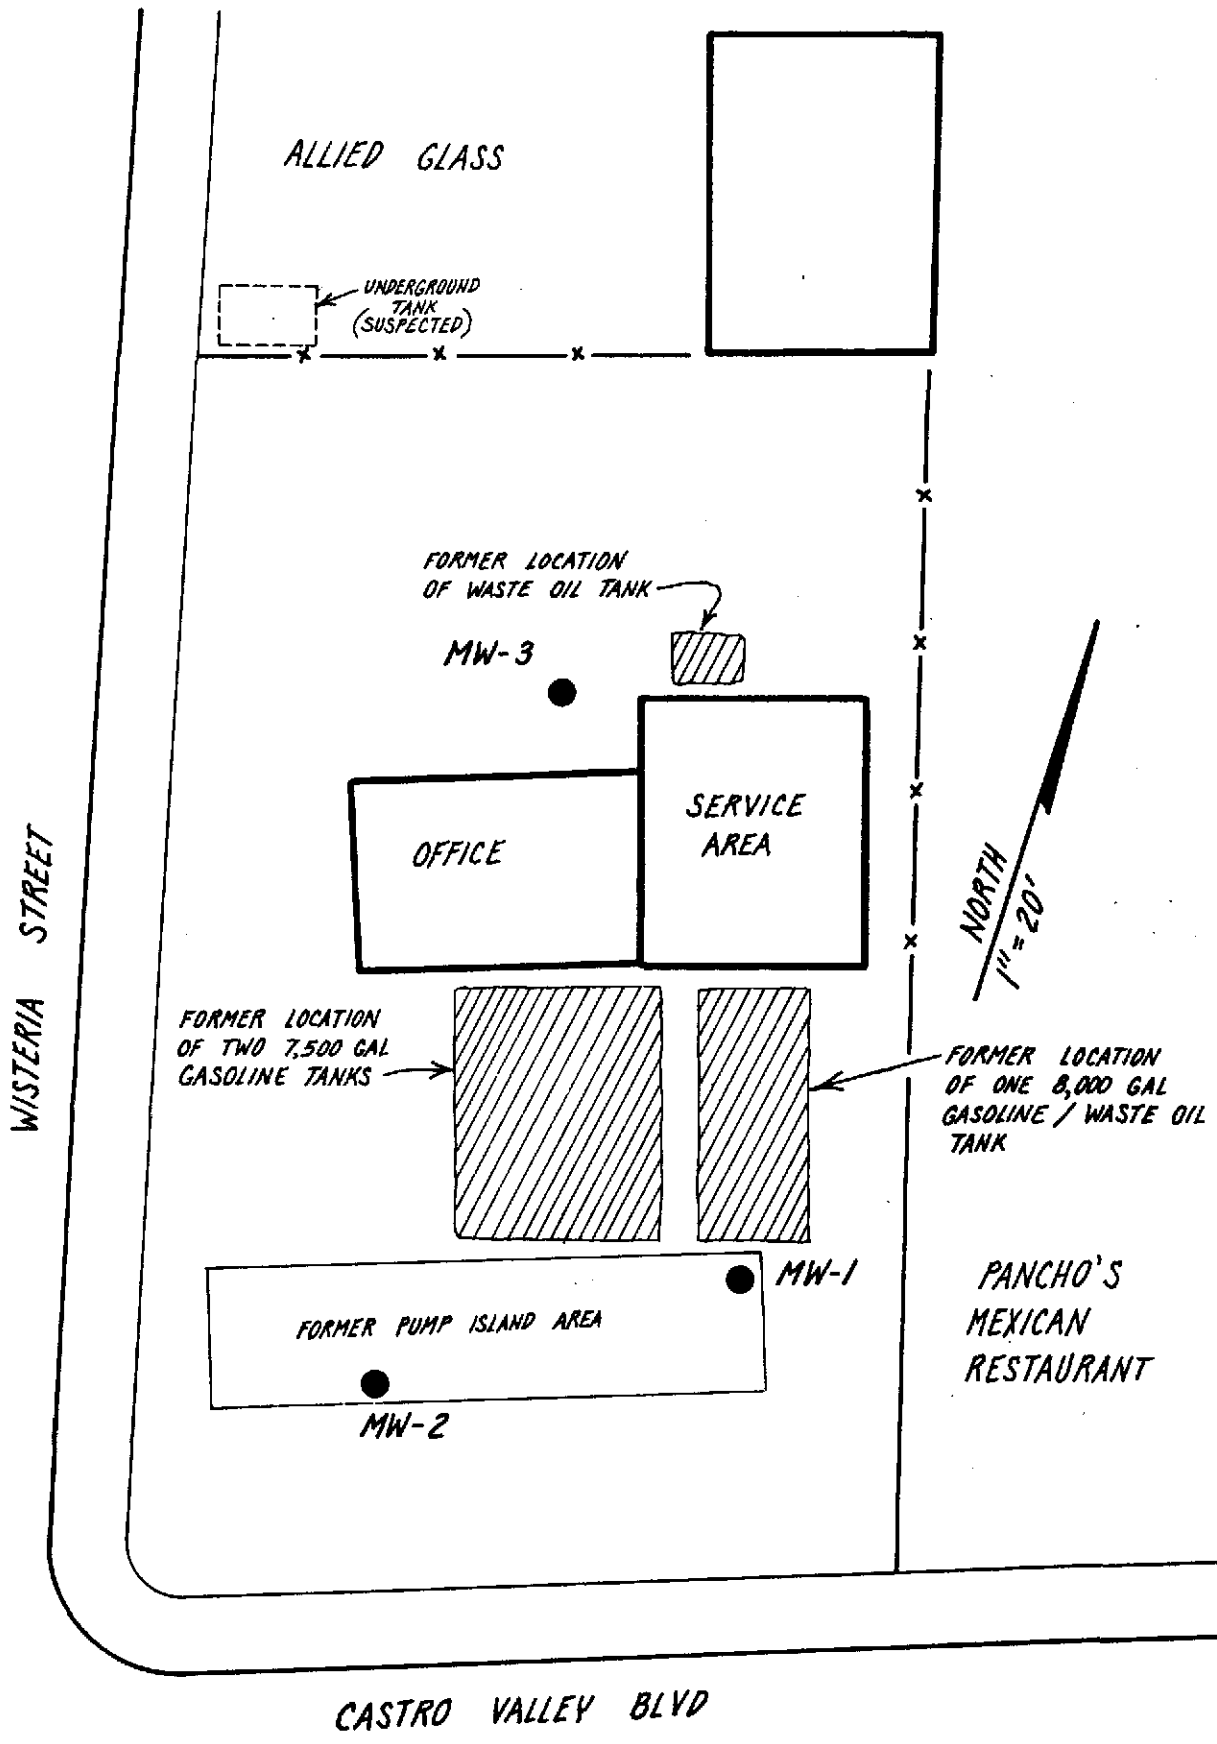 ALLIED GLASS
UNDERGROUND
TANK
(SUSPECTED)
FORMER LOCATION
OF WASTE OIL TANK
MW-3
SERVICE
AREA
OFFICE
NORTH
1" = 20'
WISTERIA STREET
FORMER LOCATION
OF TWO 7,500 GAL
GASOLINE TANKS
FORMER LOCATION
OF ONE 8,000 GAL
GASOLINE / WASTE OIL
TANK
MW-1
FORMER PUMP ISLAND AREA
MW-2
PANCHO'S
MEXICAN
RESTAURANT
CASTRO VALLEY BLVD